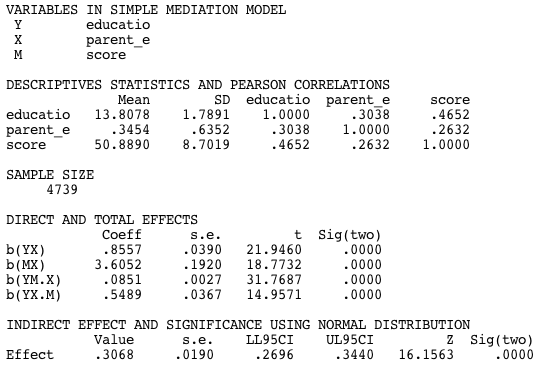 VARIABLES IN SIMPLE MEDIATION MODEL
Y educatio
X parent_e
M score
DESCRIPTIVES STATISTICS AND PEARSON CORRELATIONS
Mean SD educatio parent_e score
educatio 13.8078 1.7891 1.0000 .3038 .4652
parent_e .3454 .6352 .3038 1.0000 .2632
score 50.8890 8.7019 .4652 .2632 1.0000
SAMPLE SIZE
4739
DIRECT AND TOTAL EFFECTS
Coeff s.e. t Sig(two)
b(YX) .8557 .0390 21.9460 .0000
b(MX) 3.6052 .1920 18.7732 .0000
b(YM.X) .0851 .0027 31.7687 .0000
b(YX.M) .5489 .0367 14.9571 .0000
INDIRECT EFFECT AND SIGNIFICANCE USING NORMAL DISTRIBUTION
Value s.e. LL95CI UL95CI Z Sig(two)
Effect .3068 .0190 .2696 .3440 16.1563 .0000